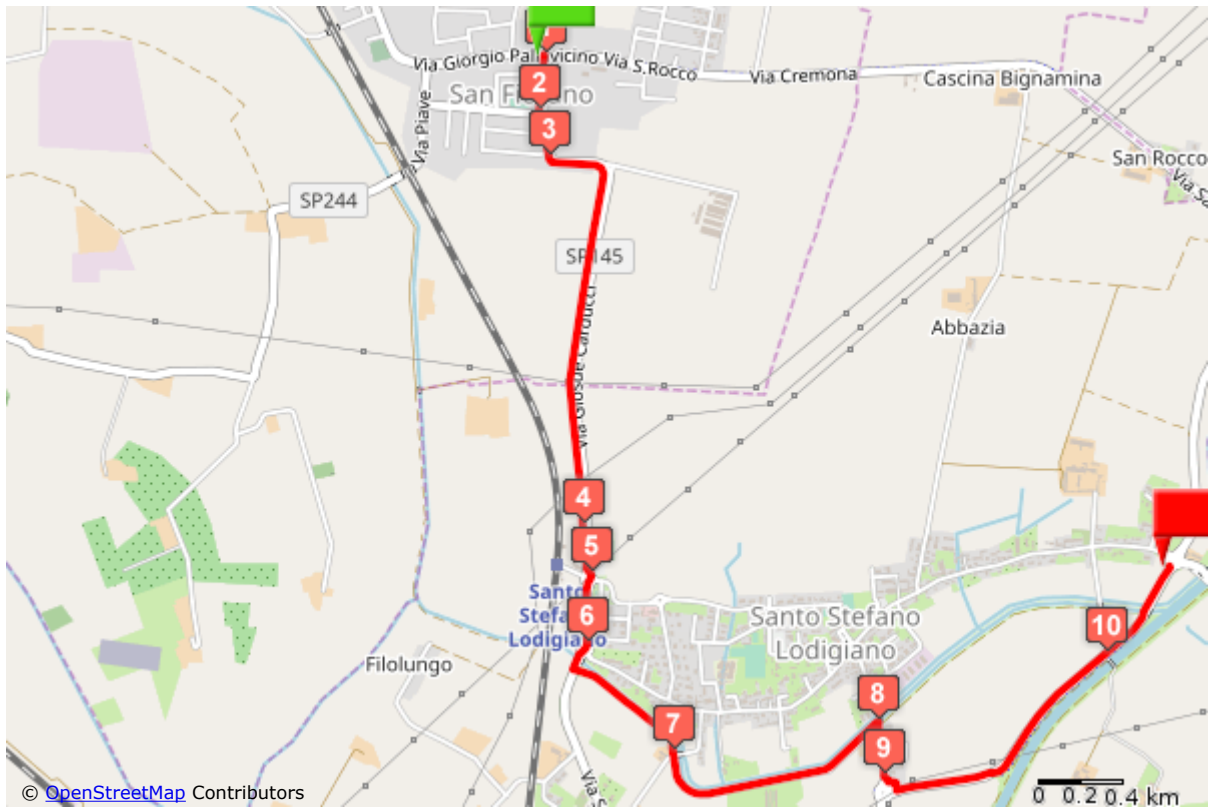 Via Giorgio Pallavicino
Via S.Rocco
Via Cremona
Cascina Bignamina
2
San Fiorano
3
Via Piave
San Rocco
SP244
SP145
Via Giosuè Carducci
Abbazia
4
5
6
Santo
Stefano
Lodigiano
Santo Stefano
Lodigiano
10
Filolungo
8
7
9
Via S
© OpenStreetMap Contributors
0 0.2 0.4 km